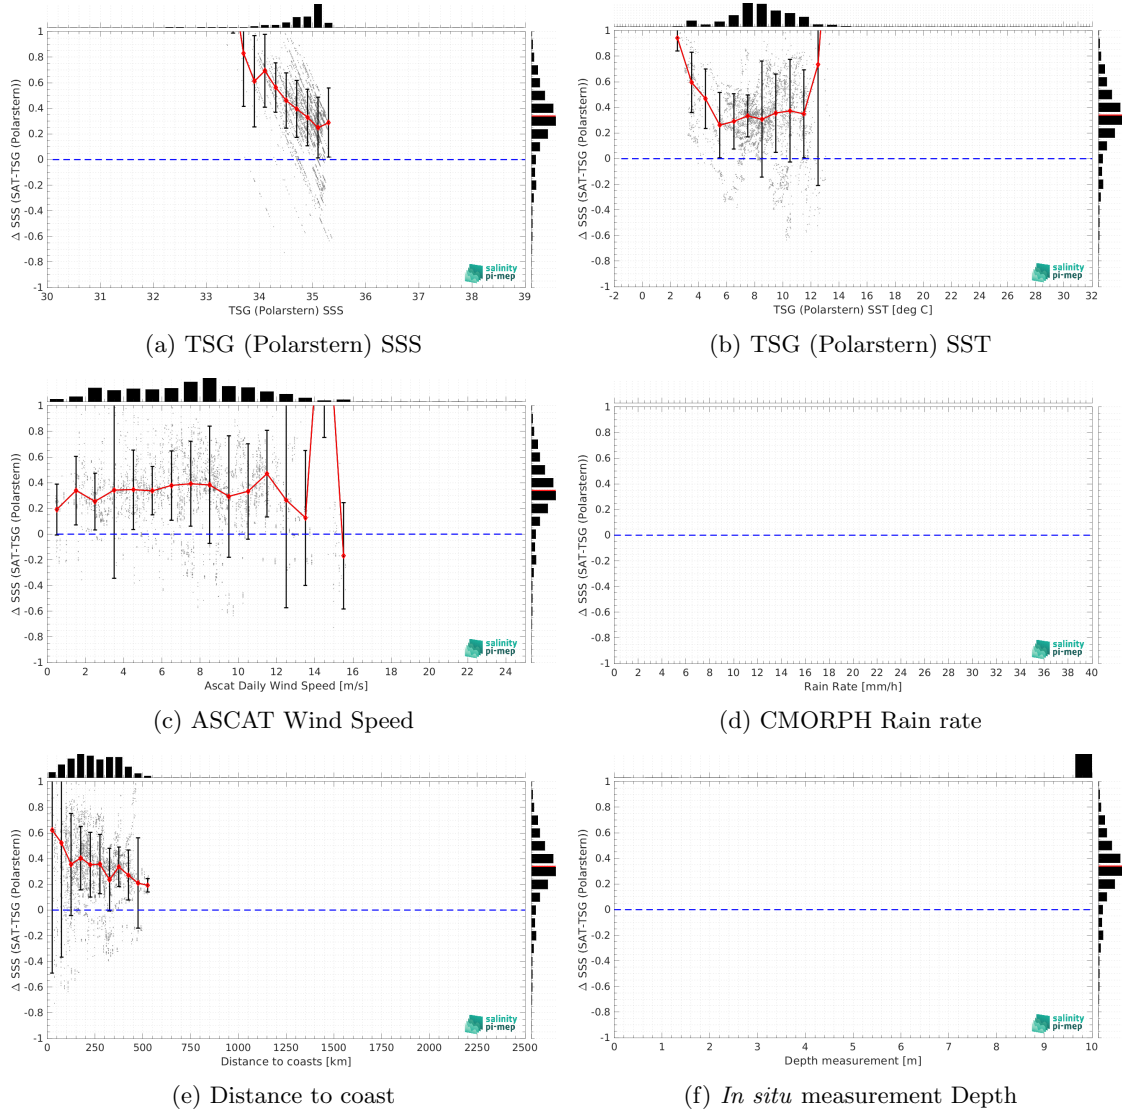 1
0.8
0.6
0.4
0.2
0
-0.2
-0.4
-0.6
-0.8
-1
Δ SSS (SAT-TSG (Polarstern))
salinity
pi-mep
30 31 32 33 34 35 36 37 38 39
TSG (Polarstern) SSS
(a) TSG (Polarstern) SSS
1
0.8
0.6
0.4
0.2
0
-0.2
-0.4
-0.6
-0.8
-1
Δ SSS (SAT-TSG (Polarstern))
salinity
pi-mep
-2 0 2 4 6 8 10 12 14 16 18 20 22 24 26 28 30 32
TSG (Polarstern) SST [deg C]
(b) TSG (Polarstern) SST
1
0.8
0.6
0.4
0.2
0
-0.2
-0.4
-0.6
-0.8
-1
Δ SSS (SAT-TSG (Polarstern))
salinity
pi-mep
0 2 4 6 8 10 12 14 16 18 20 22 24
Ascat Daily Wind Speed [m/s]
(c) ASCAT Wind Speed
1
0.8
0.6
0.4
0.2
0
-0.2
-0.4
-0.6
-0.8
-1
Δ SSS (SAT-TSG (Polarstern))
salinity
pi-mep
0 2 4 6 8 10 12 14 16 18 20 22 24 26 28 30 32 34 36 38 40
Rain Rate [mm/h]
(d) CMORPH Rain rate
1
0.8
0.6
0.4
0.2
0
-0.2
-0.4
-0.6
-0.8
-1
Δ SSS (SAT-TSG (Polarstern))
salinity
pi-mep
0 250 500 750 1000 1250 1500 1750 2000 2250 2500
Distance to coasts [km]
(e) Distance to coast
1
0.8
0.6
0.4
0.2
0
-0.2
-0.4
-0.6
-0.8
-1
Δ SSS (SAT-TSG (Polarstern))
salinity
pi-mep
0 1 2 3 4 5 6 7 8 9 10
Depth measurement [m]
(f) In situ measurement Depth